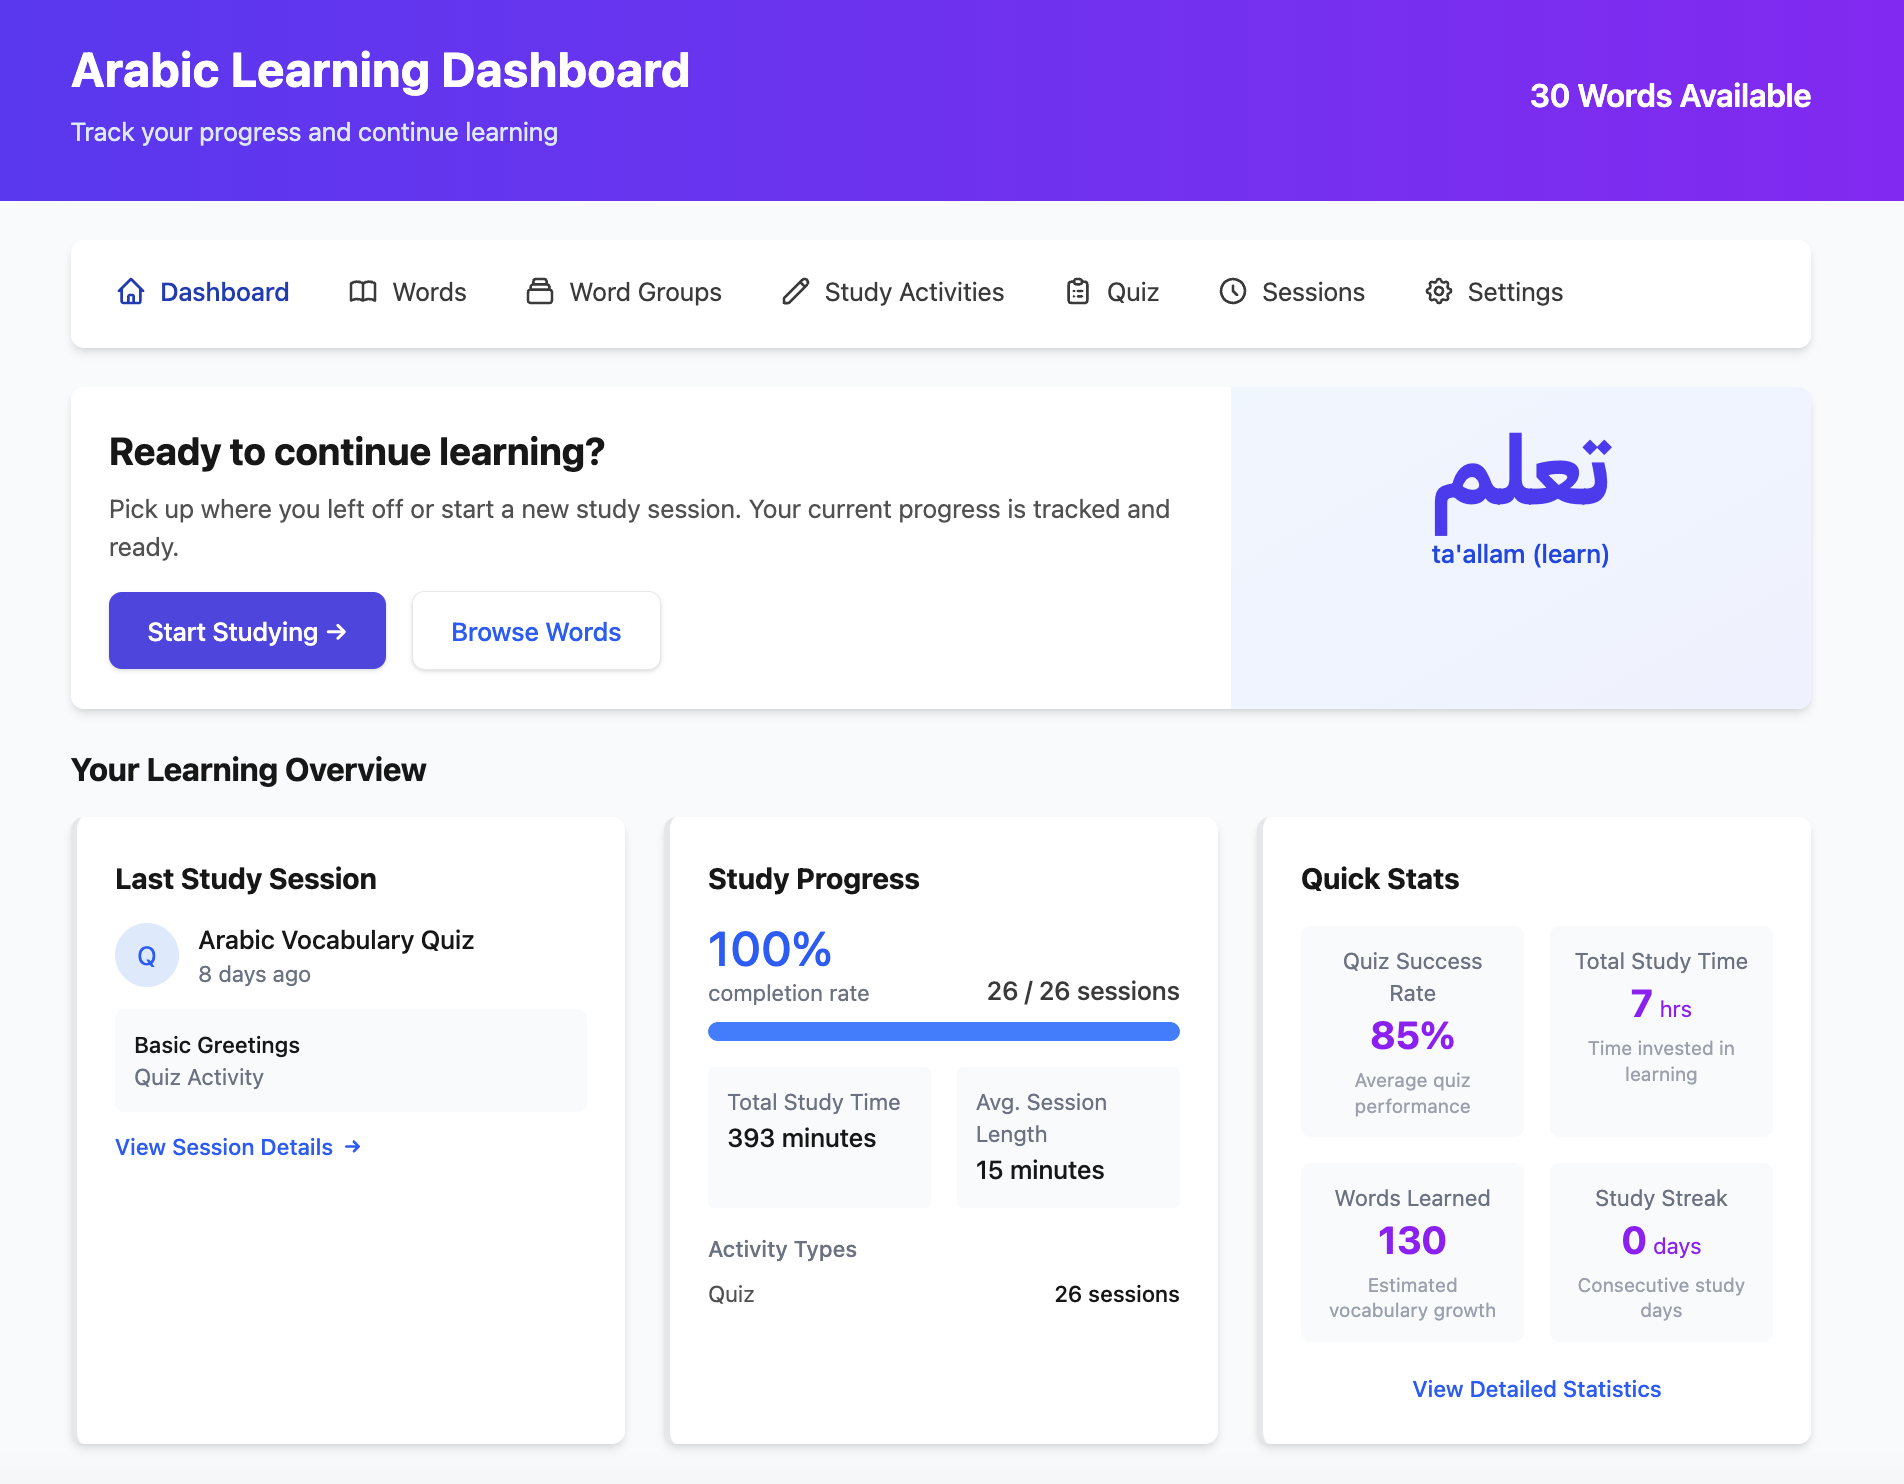 Arabic Learning Dashboard
Track your progress and continue learning
30 Words Available
Dashboard
Words
Word Groups
Study Activities
Quiz
Sessions
Settings
Ready to continue learning?
Pick up where you left off or start a new study session. Your current progress is tracked and
ready.
Start Studying →
Browse Words
تعلم
ta'allam (learn)
Your Learning Overview
Last Study Session
Q
Arabic Vocabulary Quiz
8 days ago
Basic Greetings
Quiz Activity
View Session Details →
Study Progress
100%
completion rate
26 / 26 sessions
Total Study Time
393 minutes
Avg. Session
Length
15 minutes
Activity Types
Quiz
26 sessions
Quick Stats
Quiz Success
Rate
85%
Average quiz
performance
Total Study Time
7 hrs
Time invested in
learning
Words Learned
130
Estimated
vocabulary growth
Study Streak
0 days
Consecutive study
days
View Detailed Statistics